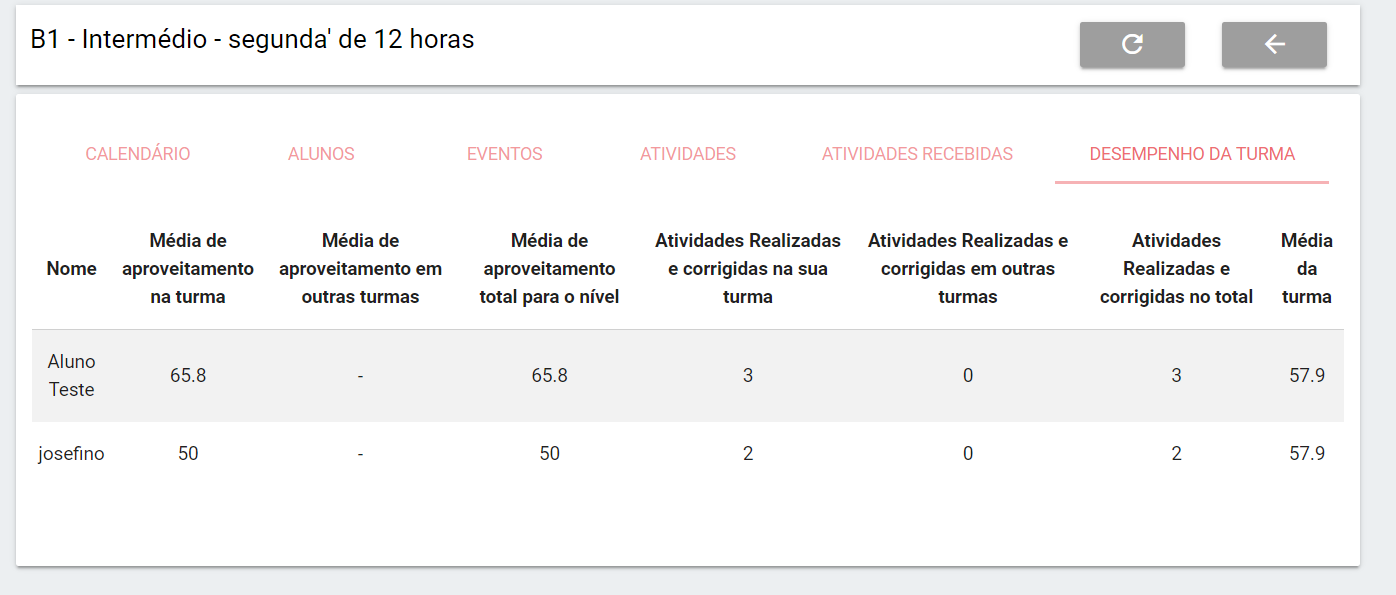 B1 - Intermédio - segunda' de 12 horas
CALENDÁRIO ALUNOS EVENTOS ATIVIDADES ATIVIDADES RECEBIDAS DESEMPENHO DA TURMA
Nome
Média de
aproveitamento
na turma
Média de
aproveitamento em
outras turmas
Média de
aproveitamento
total para o nível
Atividades Realizadas
e corrigidas na sua
turma
Atividades Realizadas e
corrigidas em outras
turmas
Atividades
Realizadas e
corrigidas no total
Média
da
turma
Aluno
Teste
65.8 - 65.8 3 0 3 57.9
josefino 50 - 50 2 0 2 57.9